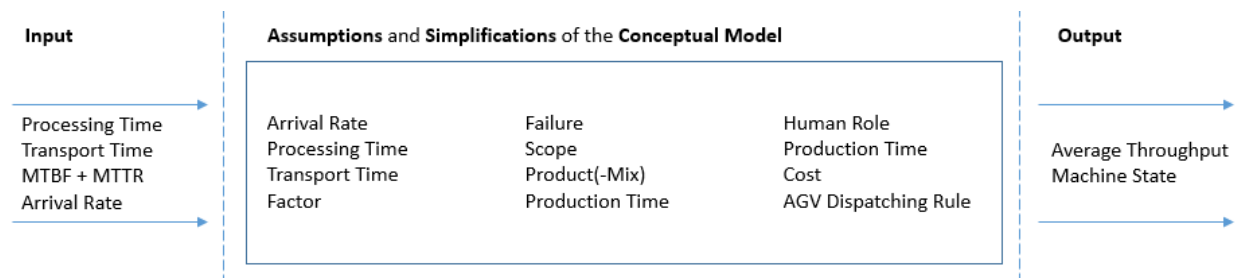 Input
Assumptions and Simplifications of the Conceptual Model
Output
Processing Time
Transport Time
MTBF + MTTR
Arrival Rate
Arrival Rate
Processing Time
Transport Time
Factor
Failure
Scope
Product(-Mix)
Production Time
Human Role
Production Time
Cost
AGV Dispatching Rule
Average Throughput
Machine State